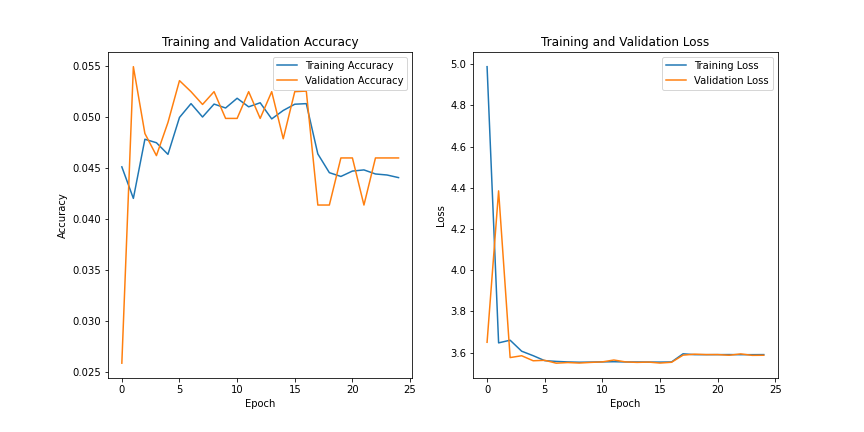 Training and Validation Accuracy
Training Accuracy
Validation Accuracy
0.055
0.050
0.045
0.040
0.035
0.030
0.025
Accuracy
0 5 10 15 20 25
Epoch
Training and Validation Loss
Training Loss
Validation Loss
5.0
4.8
4.6
4.4
4.2
4.0
3.8
3.6
Loss
0 5 10 15 20 25
Epoch